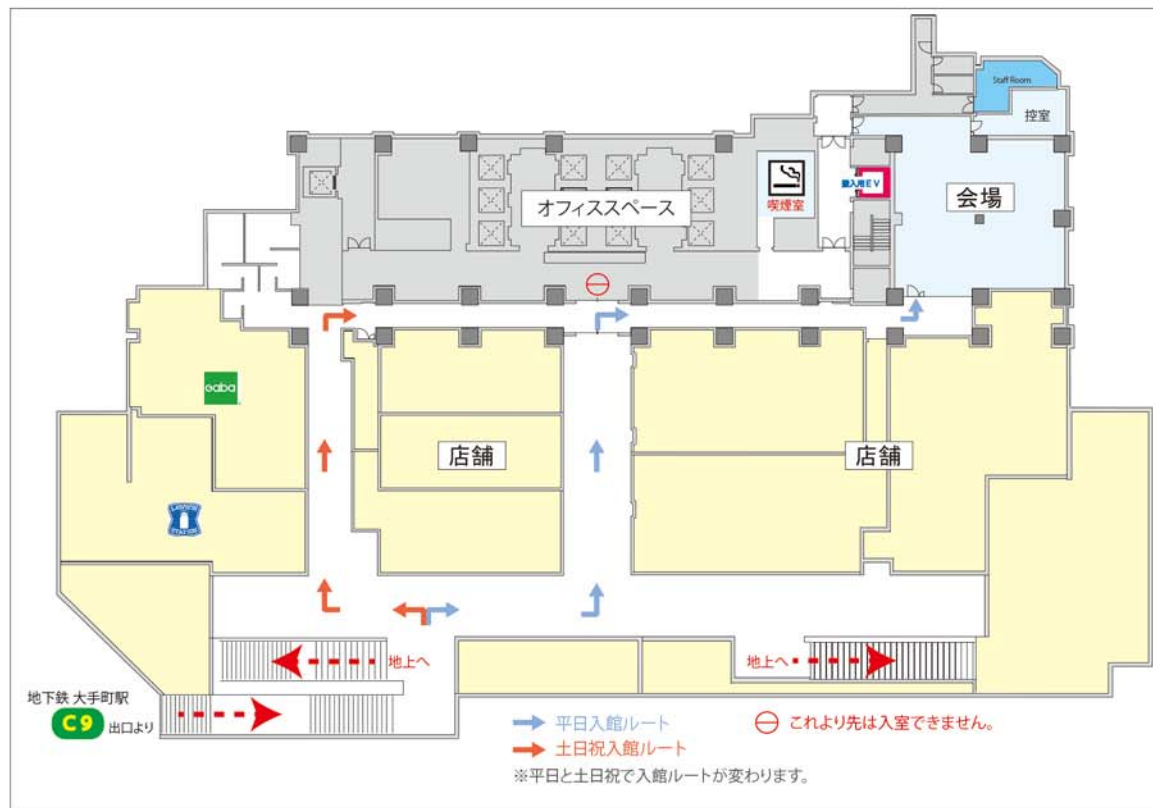 Staff Room
控室
搬入用EV
会場
喫煙室
オフィススペース
Gaba
店舗
店舗
LAWSON
STATION
地上へ
地上へ
地下鉄 大手町駅
C9 出口より
平日入館ルート
これより先は入室できません。
土日祝入館ルート
※平日と土日祝で入館ルートが変わります。